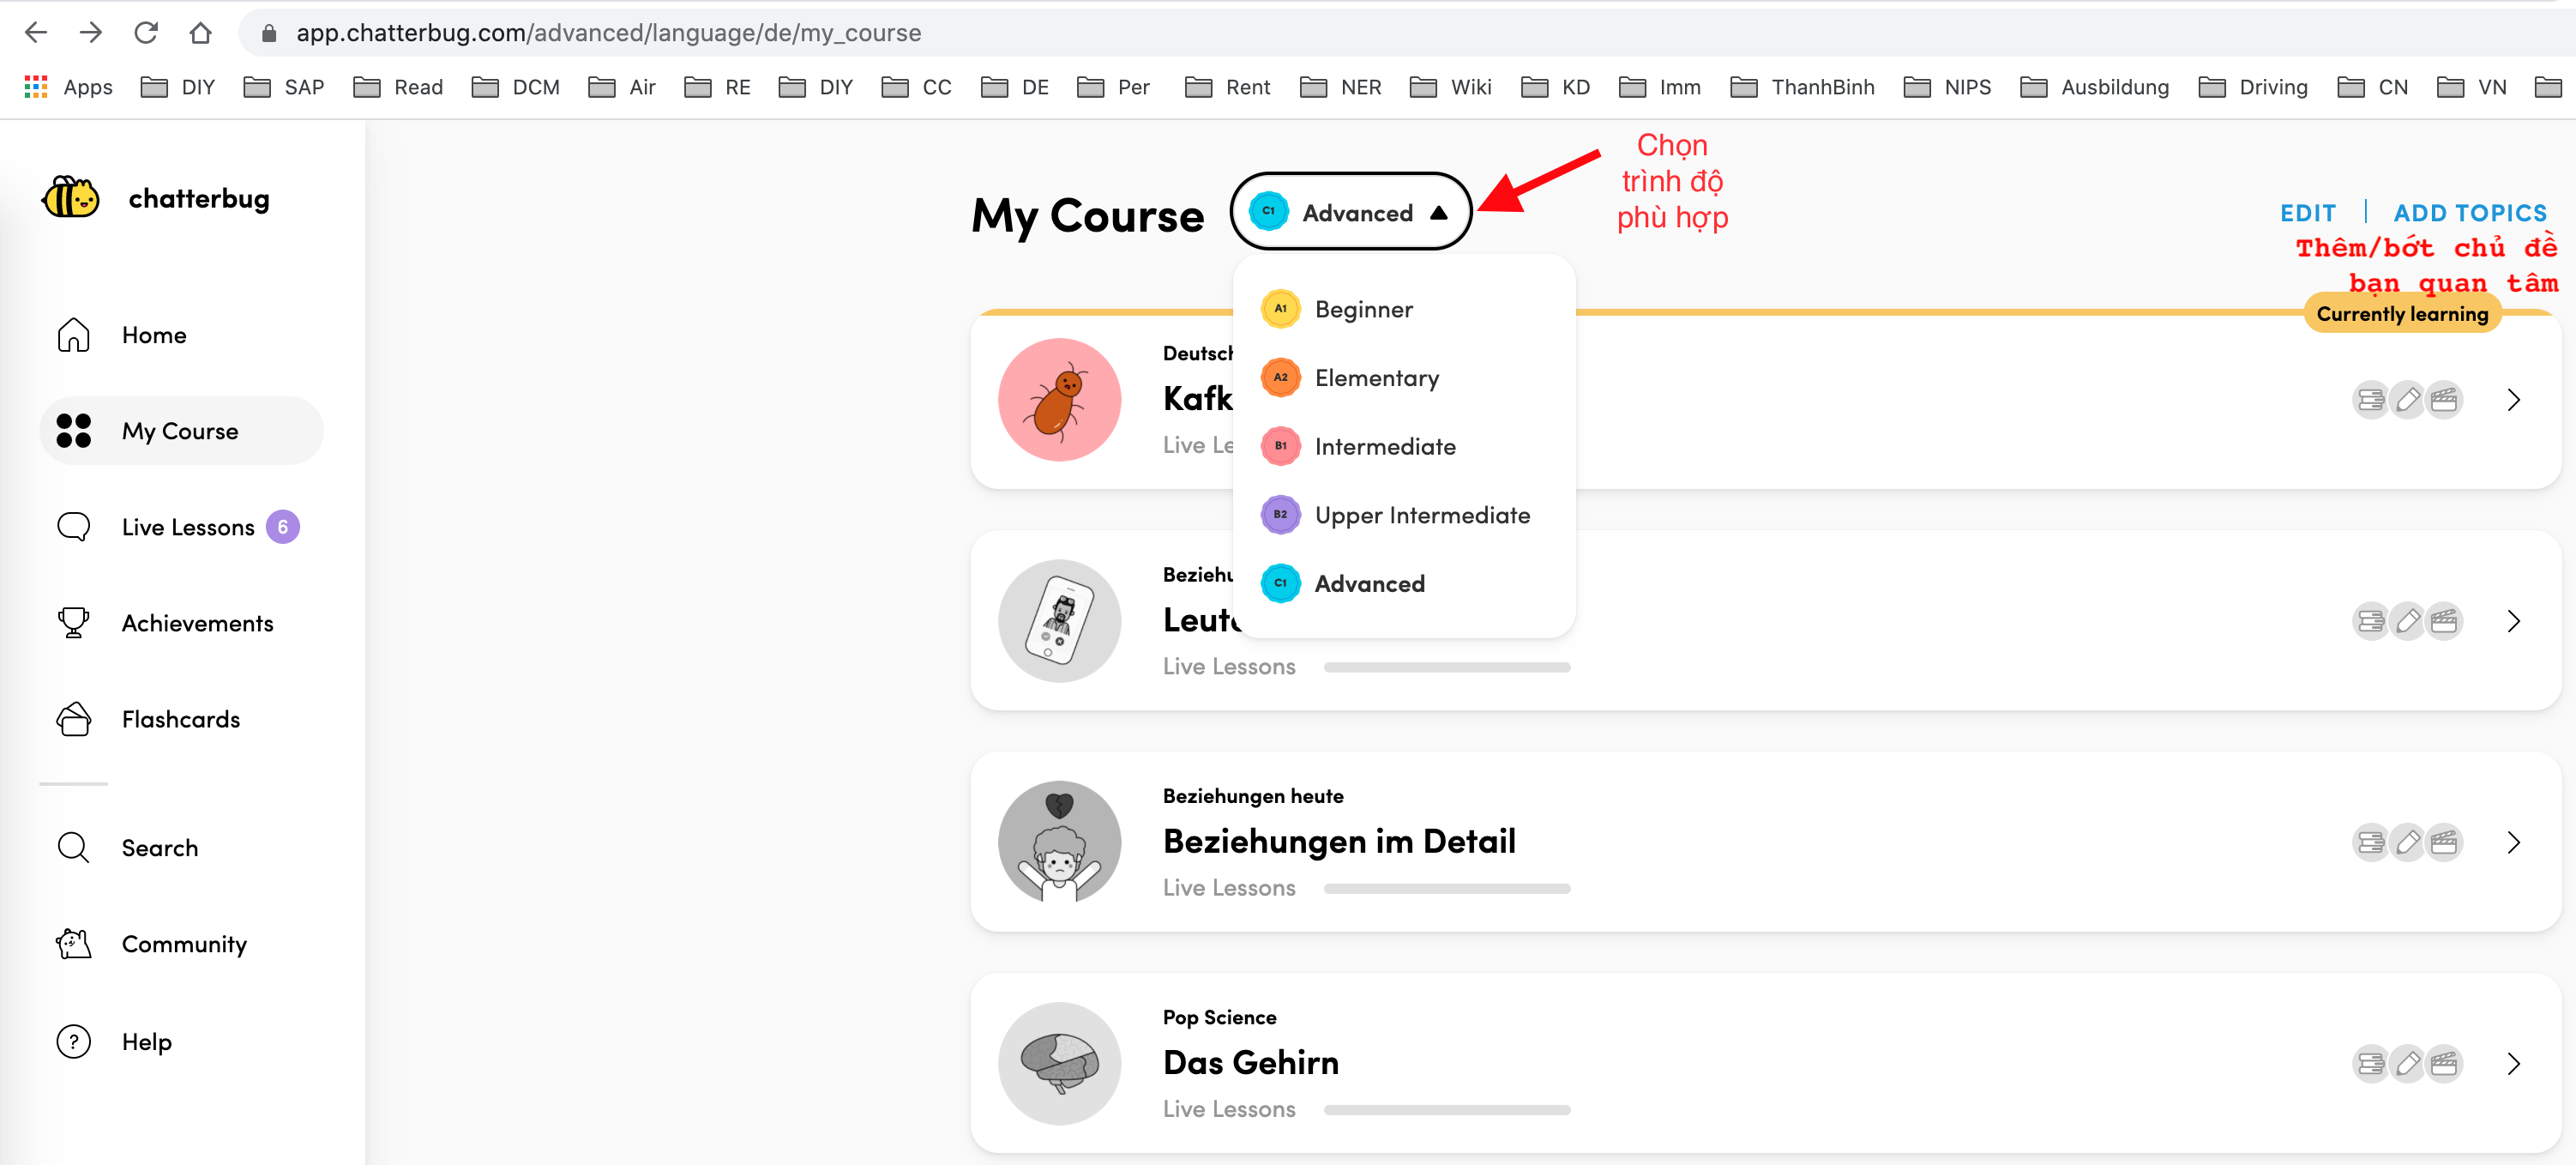 app.chatterbug.com/advanced/language/de/my_course
Apps DIY SAP Read DCM Air RE DIY CC DE Per Rent NER Wiki KD Imm ThanhBinh NIPS Ausbildung Driving CN VN
chatterbug
Home
My Course
Live Lessons 6
Achievements
Flashcards
Search
Community
? Help
My Course C1 Advanced
Chọn
trình độ
phù hợp
EDIT | ADD TOPICS
Thêm/bớt chủ đề
bạn quan tâm
A1 Beginner
A2 Elementary
B1 Intermediate
B2 Upper Intermediate
C1 Advanced
Currently learning
Deutsch
Kafk
Live Le
Beziehu
Leute
Live Lessons
Beziehungen heute
Beziehungen im Detail
Live Lessons
Pop Science
Das Gehirn
Live Lessons